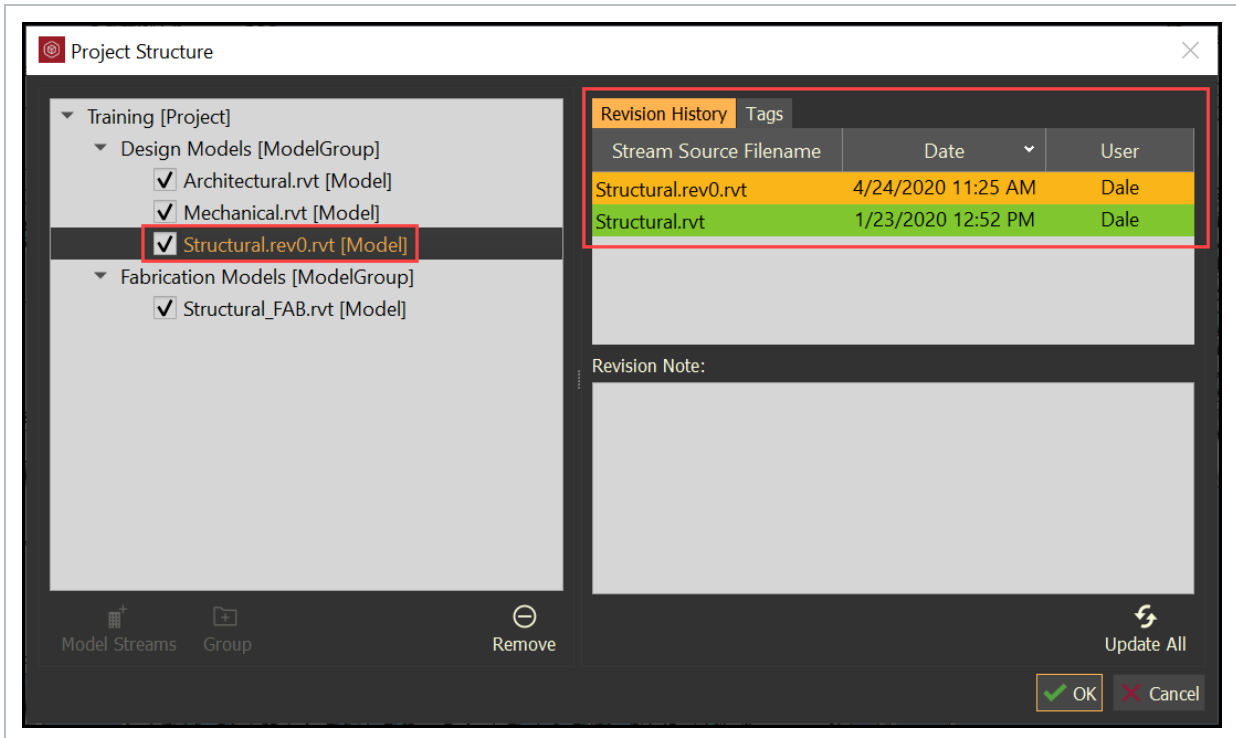 Project Structure
Training [Project]
Design Models [ModelGroup]
Architectural.rvt [Model]
Mechanical.rvt [Model]
Structural.rev0.rvt [Model]
Fabrication Models [ModelGroup]
Structural_FAB.rvt [Model]
Model Streams Group Remove
Revision History Tags
Stream Source Filename Date User
Structural.rev0.rvt 4/24/2020 11:25 AM Dale
Structural.rvt 1/23/2020 12:52 PM Dale
Revision Note:
Update All
OK Cancel